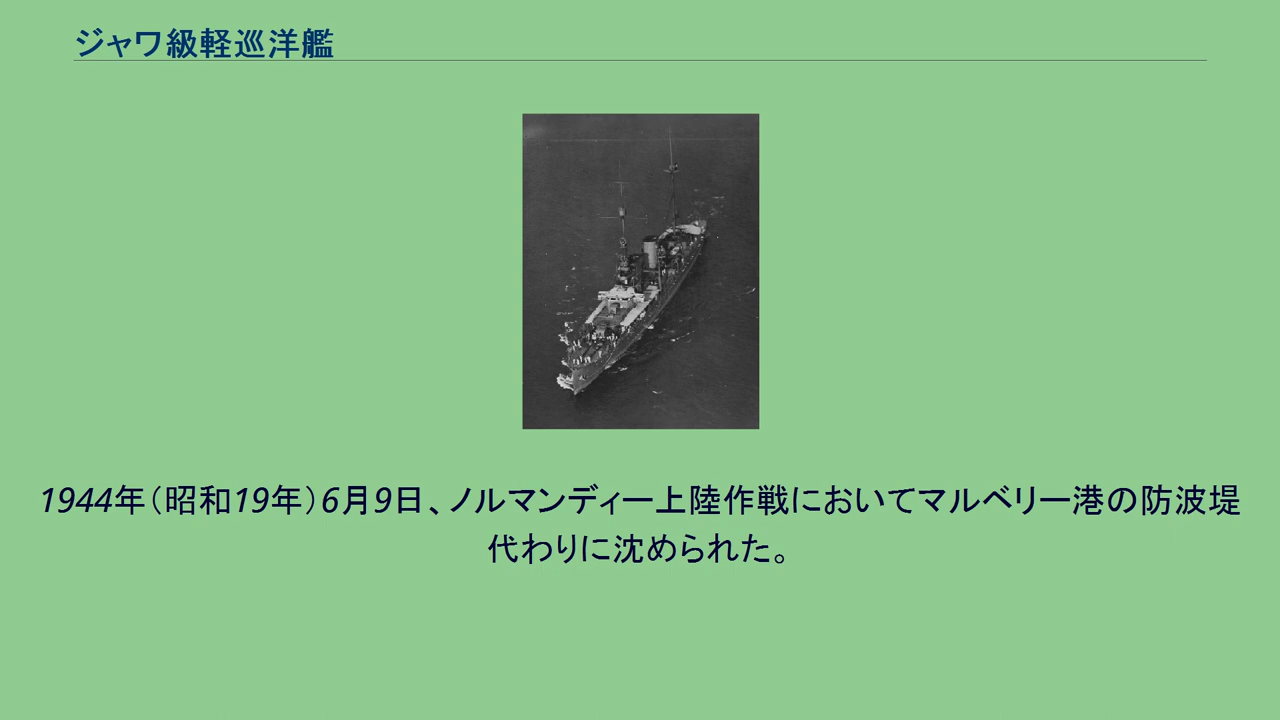 ジャワ級軽巡洋艦
1944年(昭和19年)6月9日、ノルマンディー上陸作戦においてマルベリー港の防波堤
代わりに沈められた。